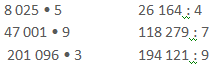 8 025 • 5 26 164 : 4
47 001 • 9 118 279 : 7
201 096 • 3 194 121 : 9